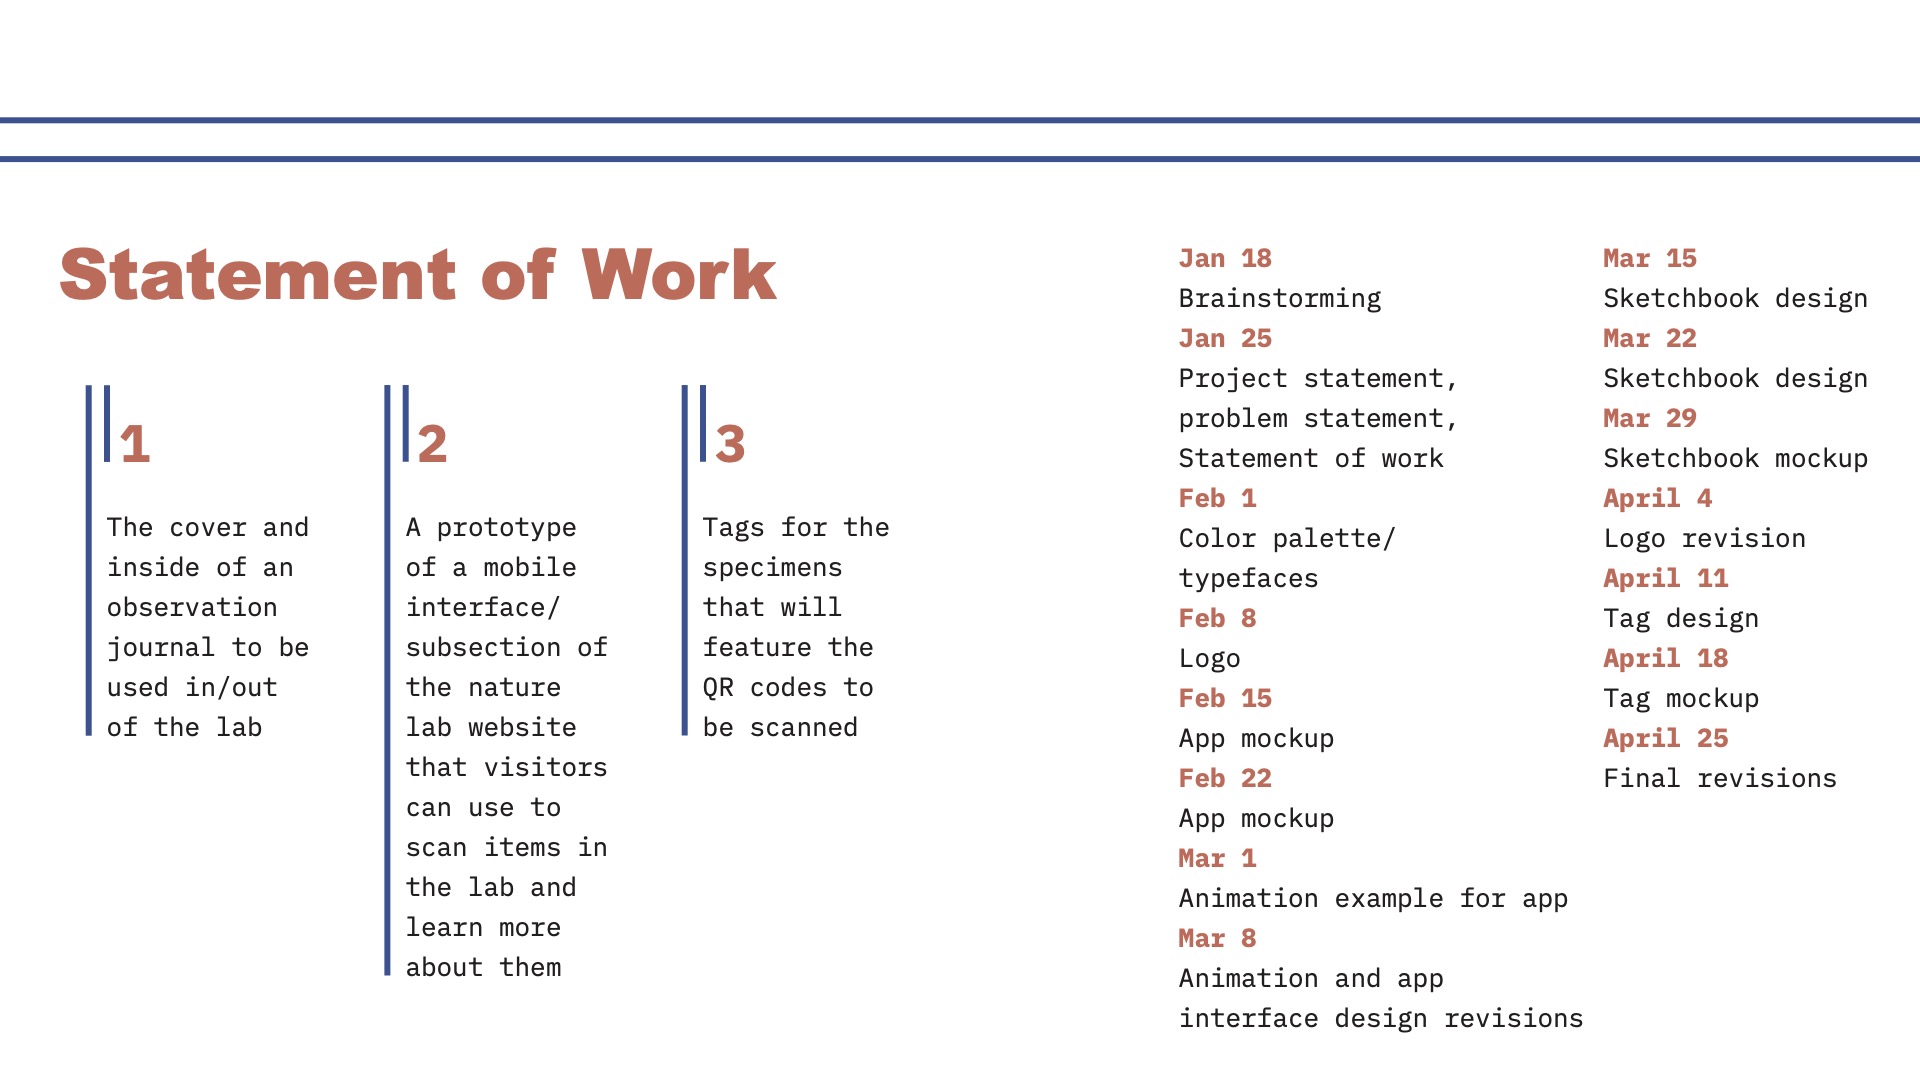 Statement of Work
1
The cover and
inside of an
observation
journal to be
used in/out
of the lab
2
A prototype
of a mobile
interface/
subsection of
the nature
lab website
that visitors
can use to
scan items in
the lab and
learn more
about them
3
Tags for the
specimens
that will
feature the
QR codes to
be scanned
Jan 18
Brainstorming
Jan 25
Project statement,
problem statement,
Statement of work
Feb 1
Color palette/
typefaces
Feb 8
Logo
Feb 15
App mockup
Feb 22
App mockup
Mar 1
Animation example for app
Mar 8
Animation and app
interface design revisions
Mar 15
Sketchbook design
Mar 22
Sketchbook design
Mar 29
Sketchbook mockup
April 4
Logo revision
April 11
Tag design
April 18
Tag mockup
April 25
Final revisions